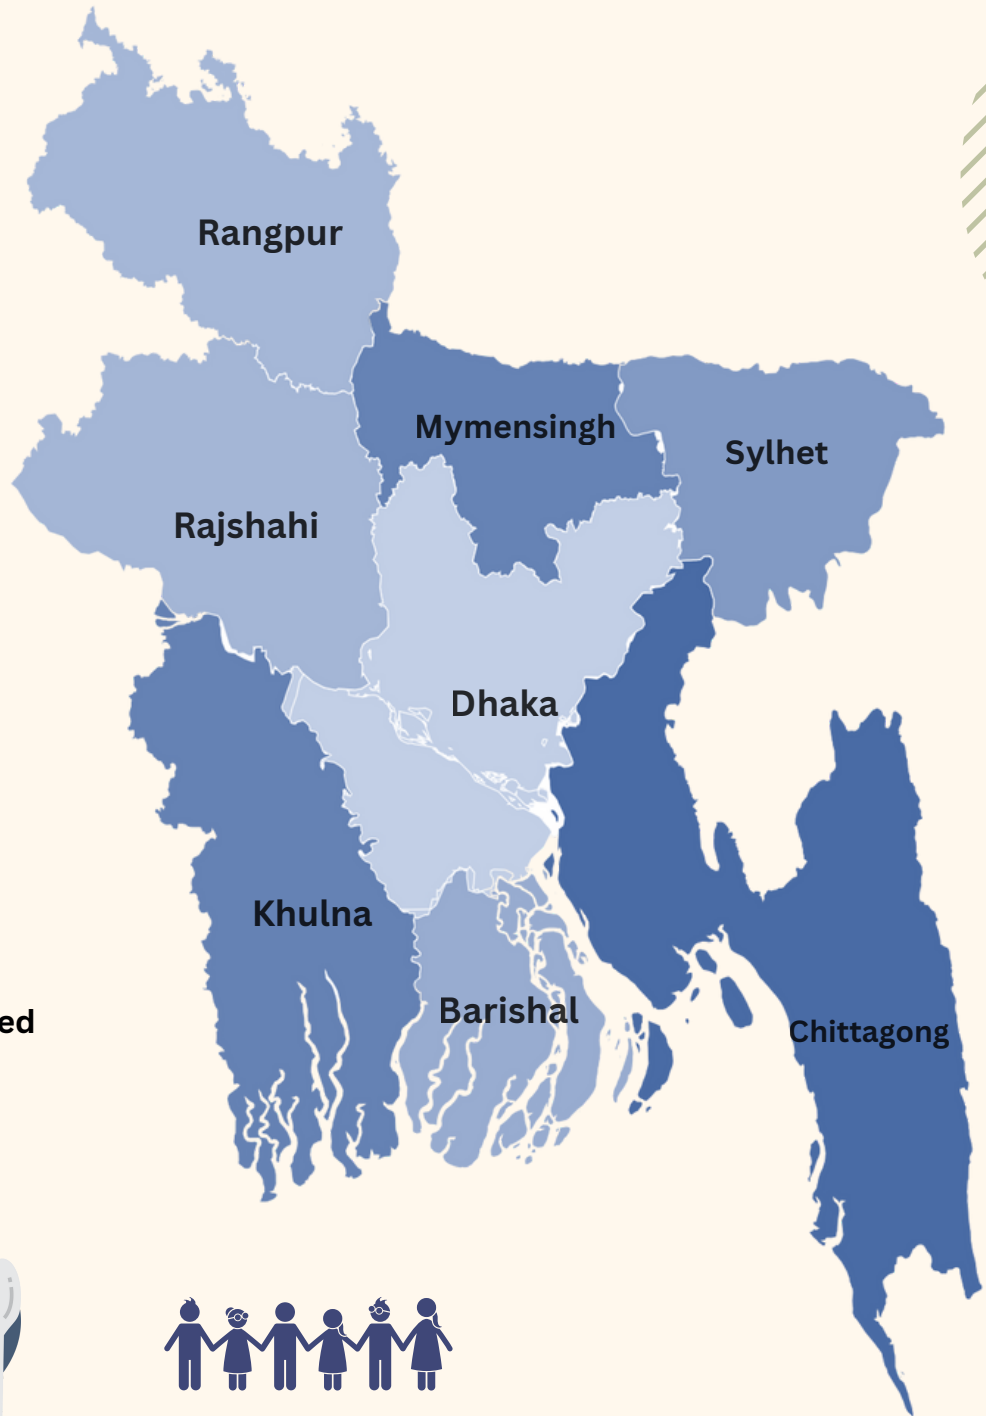 Rangpur
Mymensingh
Sylhet
Rajshahi
Dhaka
Khulna
Barishal
ed
Chittagong